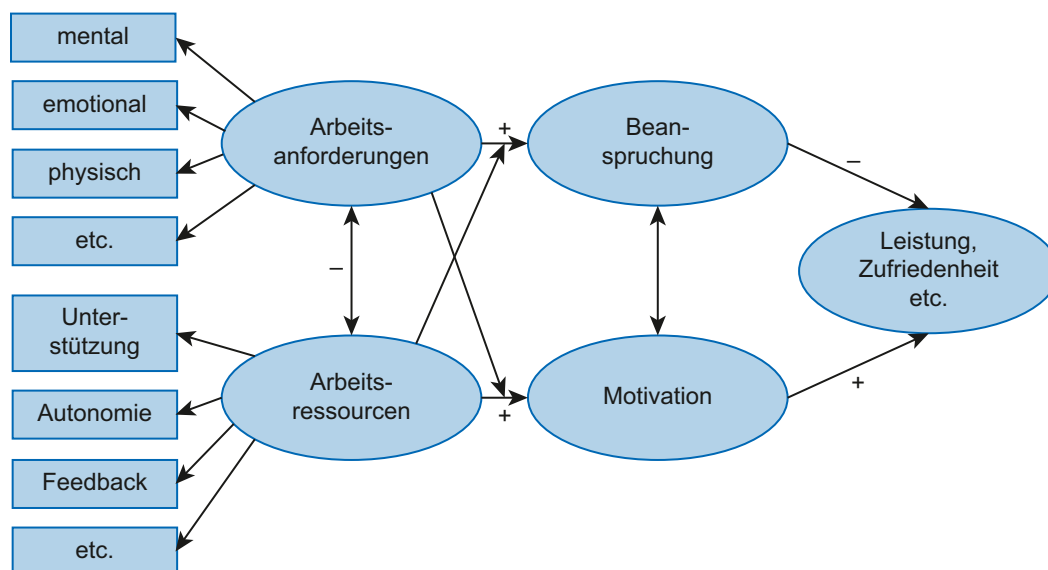 mental
emotional
physisch
etc.
Unter-
stützung
Autonomie
Feedback
etc.
Arbeits-
anforderungen
–
Arbeits-
ressourcen
+
+
Bean-
spruchung
Motivation
–
+
Leistung,
Zufriedenheit
etc.